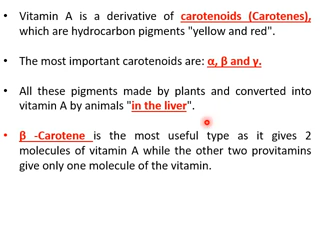 • Vitamin A is a derivative of carotenoids (Carotenes),
which are hydrocarbon pigments "yellow and red".
• The most important carotenoids are: α, β and γ.
• All these pigments made by plants and converted into
vitamin A by animals "in the liver".
• β -Carotene is the most useful type as it gives 2
molecules of vitamin A while the other two provitamins
give only one molecule of the vitamin.